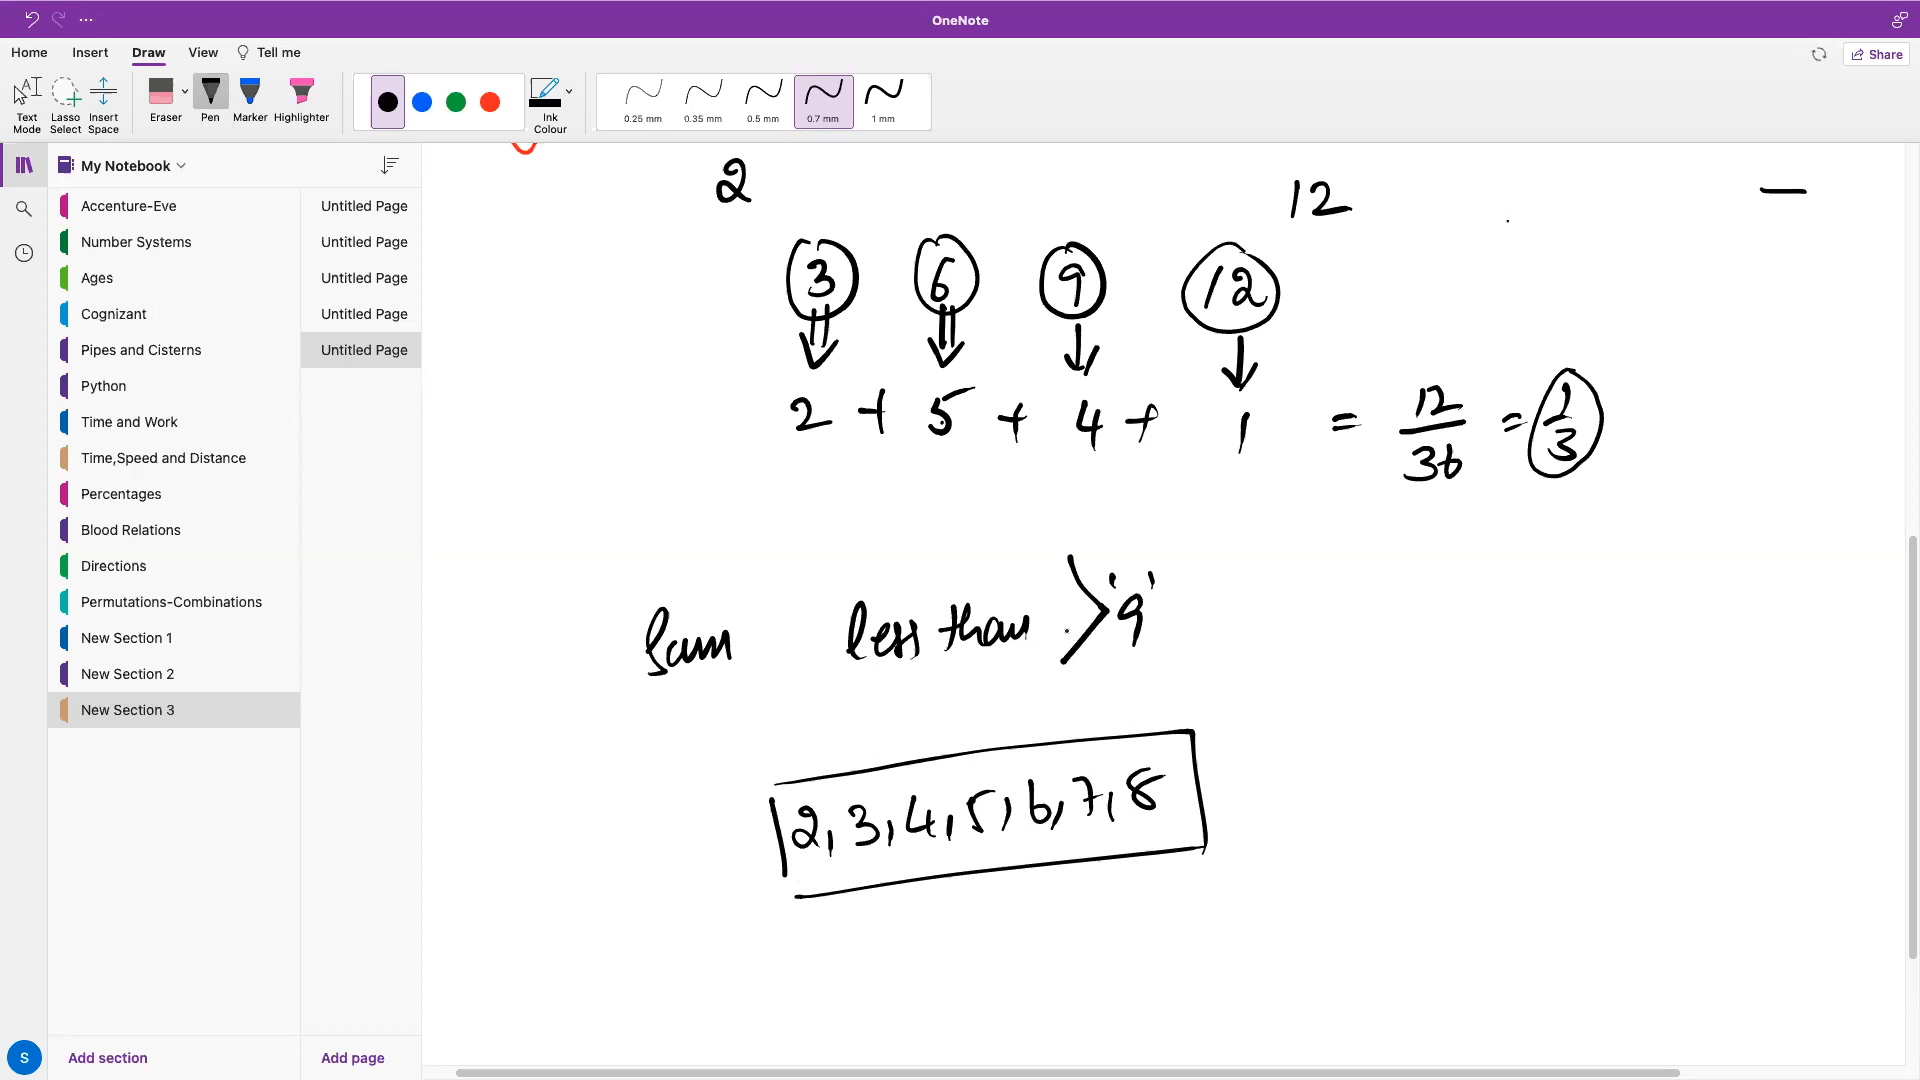 OneNote
Home Insert Draw View Tell me
Share
Text Mode
Lasso Select
Insert Space
Eraser
Pen
Marker
Highlighter
Ink Colour
0.25 mm
0.35 mm
0.5 mm
0.7 mm
1 mm
My Notebook
Accenture-Eve
Number Systems
Ages
Cognizant
Pipes and Cisterns
Python
Time and Work
Time,Speed and Distance
Percentages
Blood Relations
Directions
Permutations-Combinations
New Section 1
New Section 2
New Section 3
Untitled Page
Untitled Page
Untitled Page
Untitled Page
Untitled Page
2 12 —
3 6 9 12
2 + 5 + 4 + 1 = 12/36 = 1/3
Sum less than > '9'
2, 3, 4, 5, 6, 7, 8
S
Add section
Add page